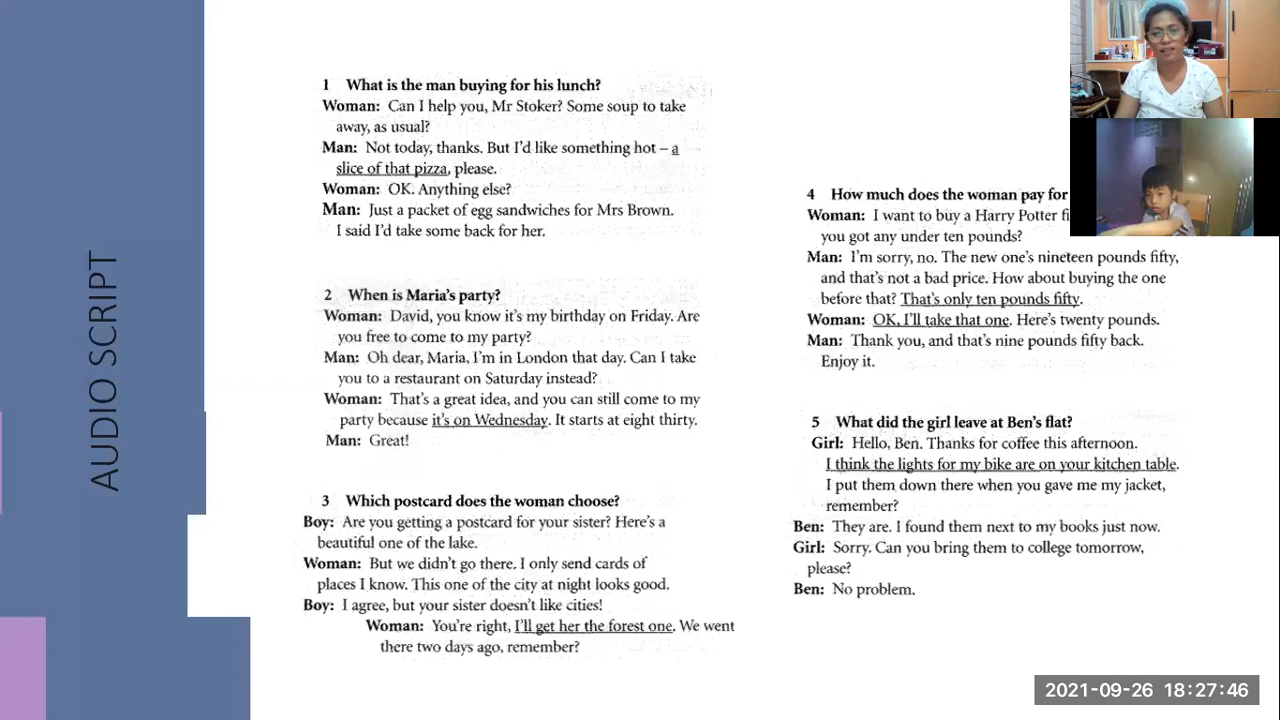 AUDIO SCRIPT
1 What is the man buying for his lunch?
Woman: Can I help you, Mr Stoker? Some soup to take
away, as usual?
Man: Not today, thanks. But I'd like something hot – a
slice of that pizza, please.
Woman: OK. Anything else?
Man: Just a packet of egg sandwiches for Mrs Brown.
I said I'd take some back for her.
2 When is Maria's party?
Woman: David, you know it's my birthday on Friday. Are
you free to come to my party?
Man: Oh dear, Maria, I'm in London that day. Can I take
you to a restaurant on Saturday instead?
Woman: That's a great idea, and you can still come to my
party because it's on Wednesday. It starts at eight thirty.
Man: Great!
3 Which postcard does the woman choose?
Boy: Are you getting a postcard for your sister? Here's a
beautiful one of the lake.
Woman: But we didn't go there. I only send cards of
places I know. This one of the city at night looks good.
Boy: I agree, but your sister doesn't like cities!
Woman: You're right, I'll get her the forest one. We went
there two days ago, remember?
4 How much does the woman pay for
Woman: I want to buy a Harry Potter
you got any under ten pounds?
Man: I'm sorry, no. The new one's nineteen pounds fifty,
and that's not a bad price. How about buying the one
before that? That's only ten pounds fifty.
Woman: OK, I'll take that one. Here's twenty pounds.
Man: Thank you, and that's nine pounds fifty back.
Enjoy it.
5 What did the girl leave at Ben's flat?
Girl: Hello, Ben. Thanks for coffee this afternoon.
I think the lights for my bike are on your kitchen table.
I put them down there when you gave me my jacket,
remember?
Ben: They are. I found them next to my books just now.
Girl: Sorry. Can you bring them to college tomorrow,
please?
Ben: No problem.
2021-09-26 18:27:46